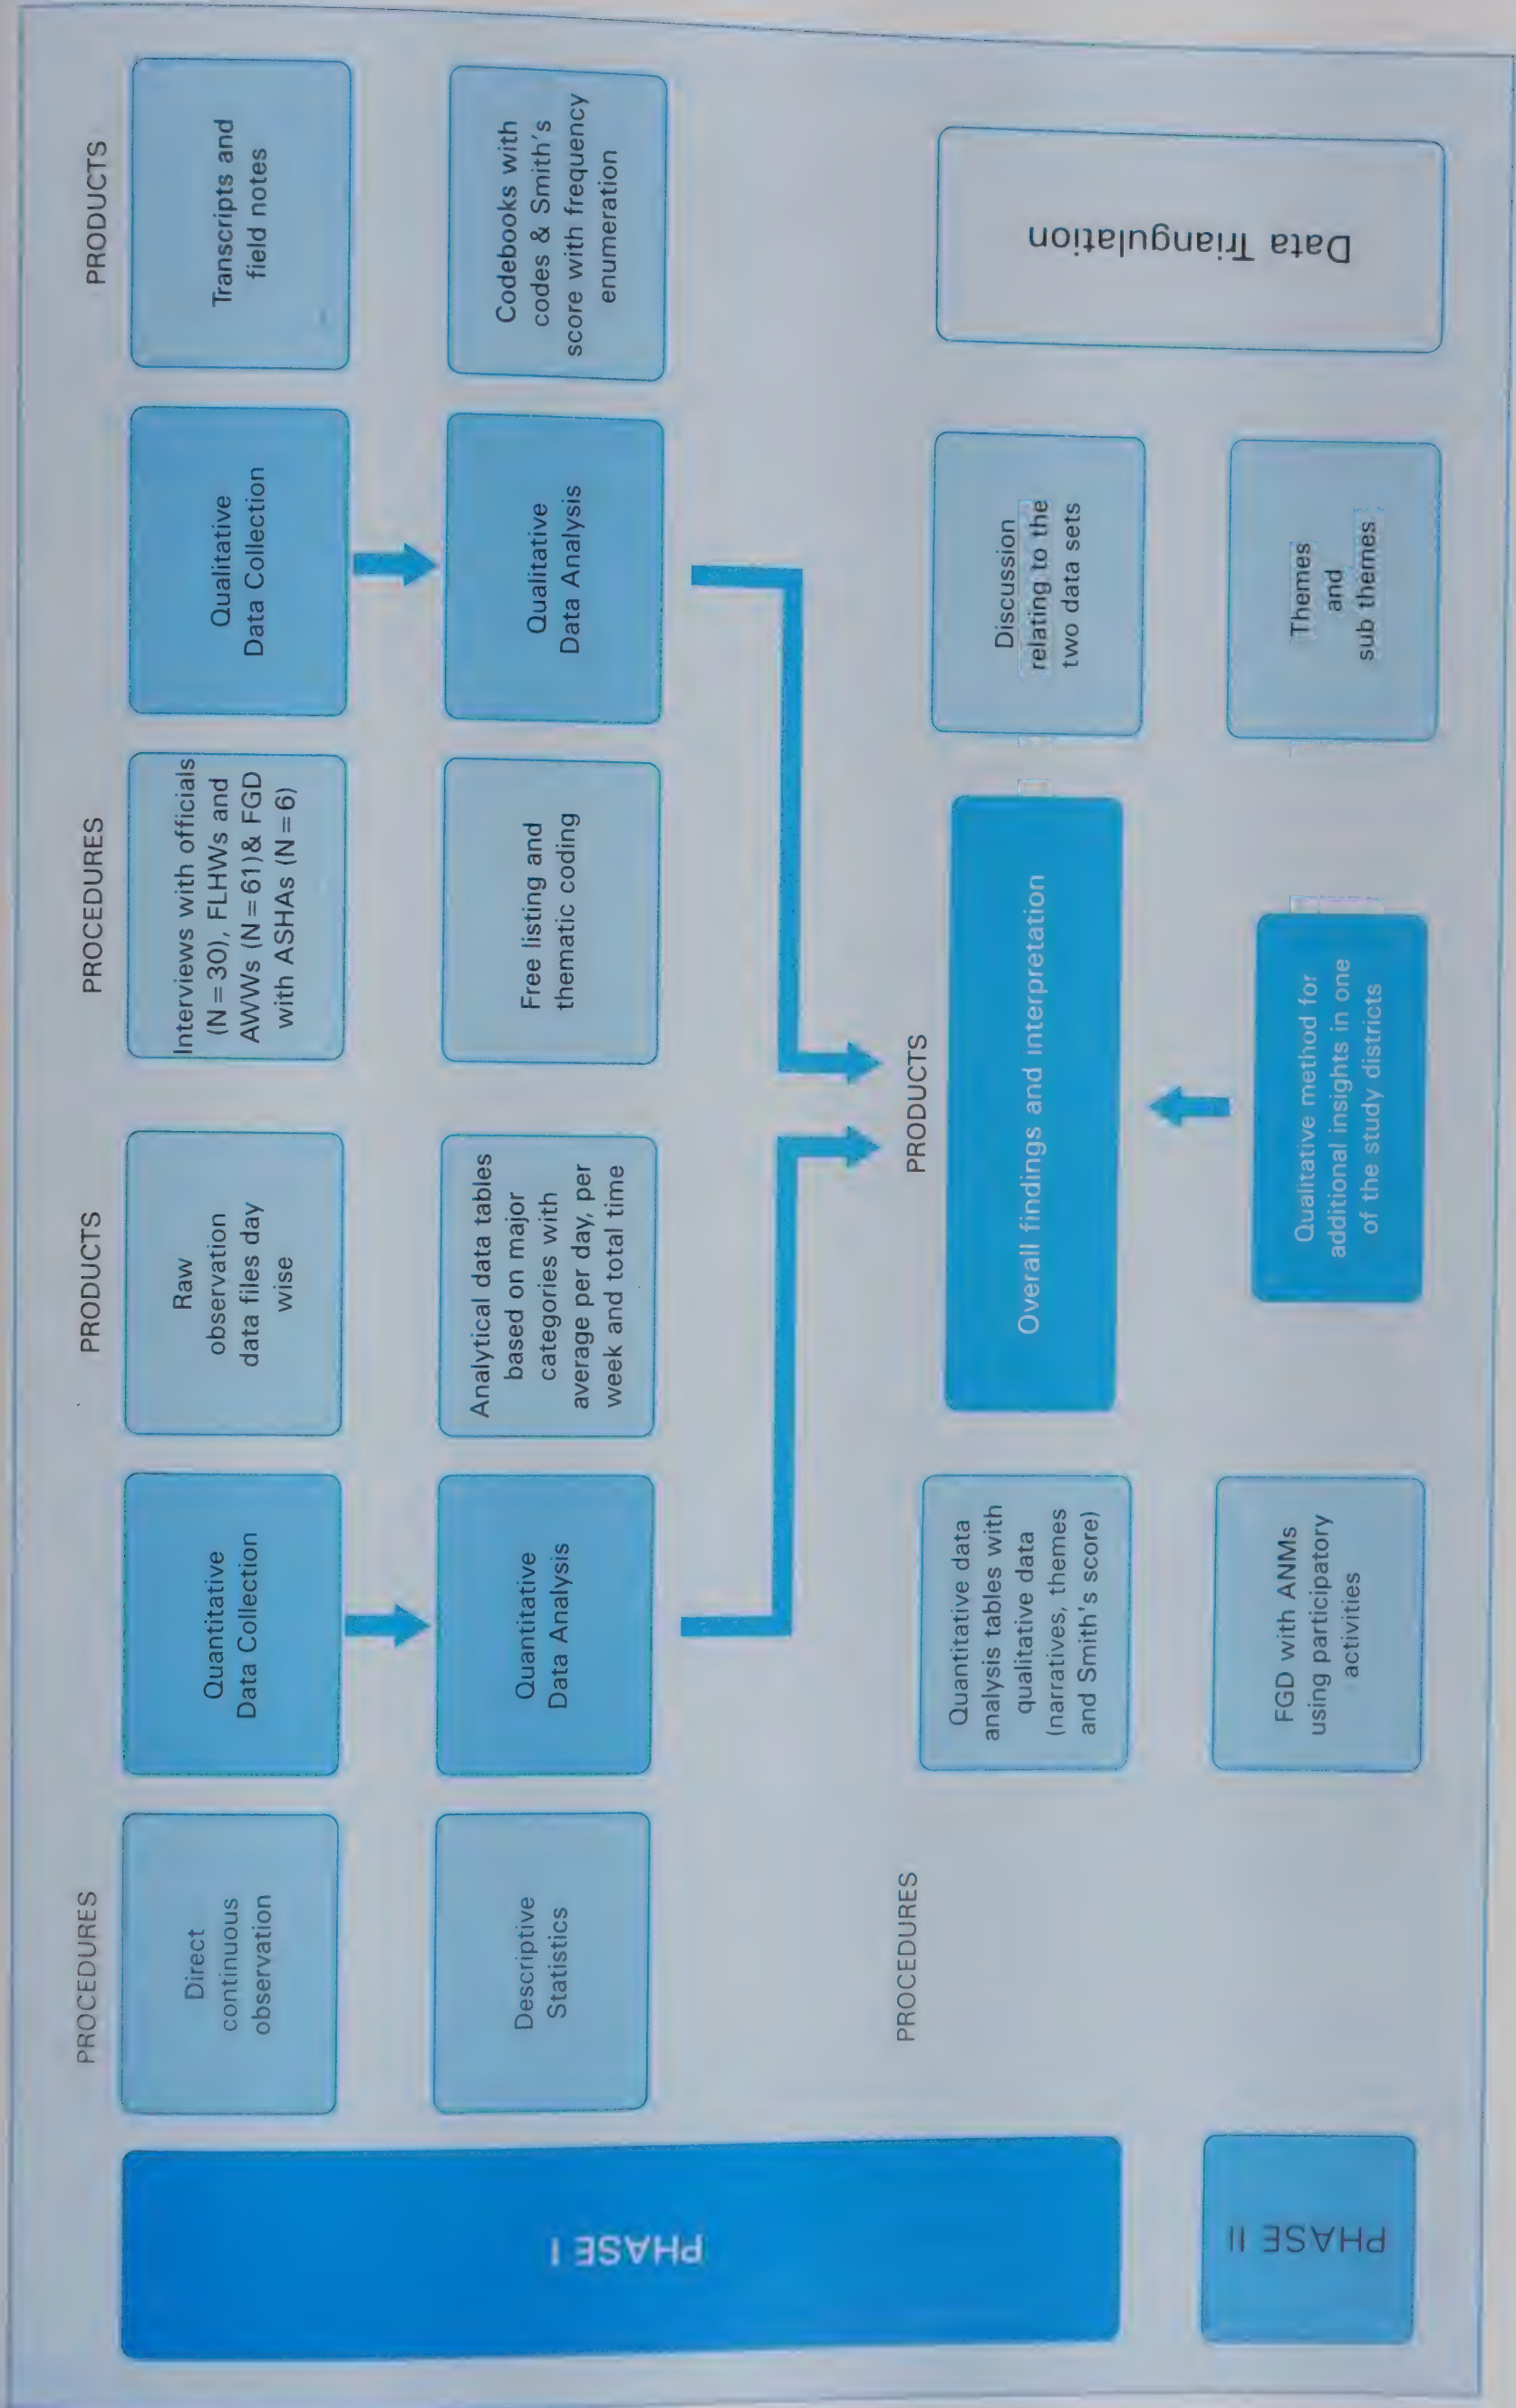 PHASE I
PROCEDURES
PRODUCTS
PROCEDURES
PRODUCTS
Direct
continuous
observation
Quantitative
Data Collection
Raw
observation
data files day
wise
Interviews with officials
(N = 30), FLHWs and
AWWs (N = 61)& FGD
with ASHAs (N = 6)
Qualitative
Data Collection
Transcripts and
field notes
Descriptive
Statistics
Quantitative
Data Analysis
Analytical data tables
based on major
categories with
average per day, per
week and total time
Free listing and
thematic coding
Qualitative
Data Analysis
Codebooks with
codes & Smith's
score with frequency
enumeration
PROCEDURES
PRODUCTS
Quantitative data
analysis tables with
qualitative data
(narratives, themes
and Smith's score)
Overall findings and interpretation
Discussion
relating to the
two data sets
Data Triangulation
PHASE II
FGD with ANMs
using participatory
activities
Qualitative method for
additional insights in one
of the study districts
Themes
and
sub themes